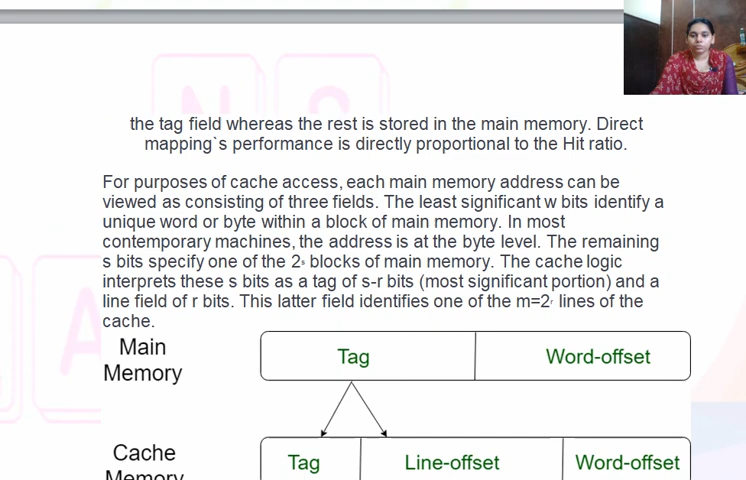 the tag field whereas the rest is stored in the main memory. Direct
mapping`s performance is directly proportional to the Hit ratio.
For purposes of cache access, each main memory address can be
viewed as consisting of three fields. The least significant w bits identify a
unique word or byte within a block of main memory. In most
contemporary machines, the address is at the byte level. The remaining
s bits specify one of the 2ˢ blocks of main memory. The cache logic
interprets these s bits as a tag of s-r bits (most significant portion) and a
line field of r bits. This latter field identifies one of the m=2ʳ lines of the
cache.
Main
Memory
Tag
Word-offset
Cache
Memory
Tag
Line-offset
Word-offset